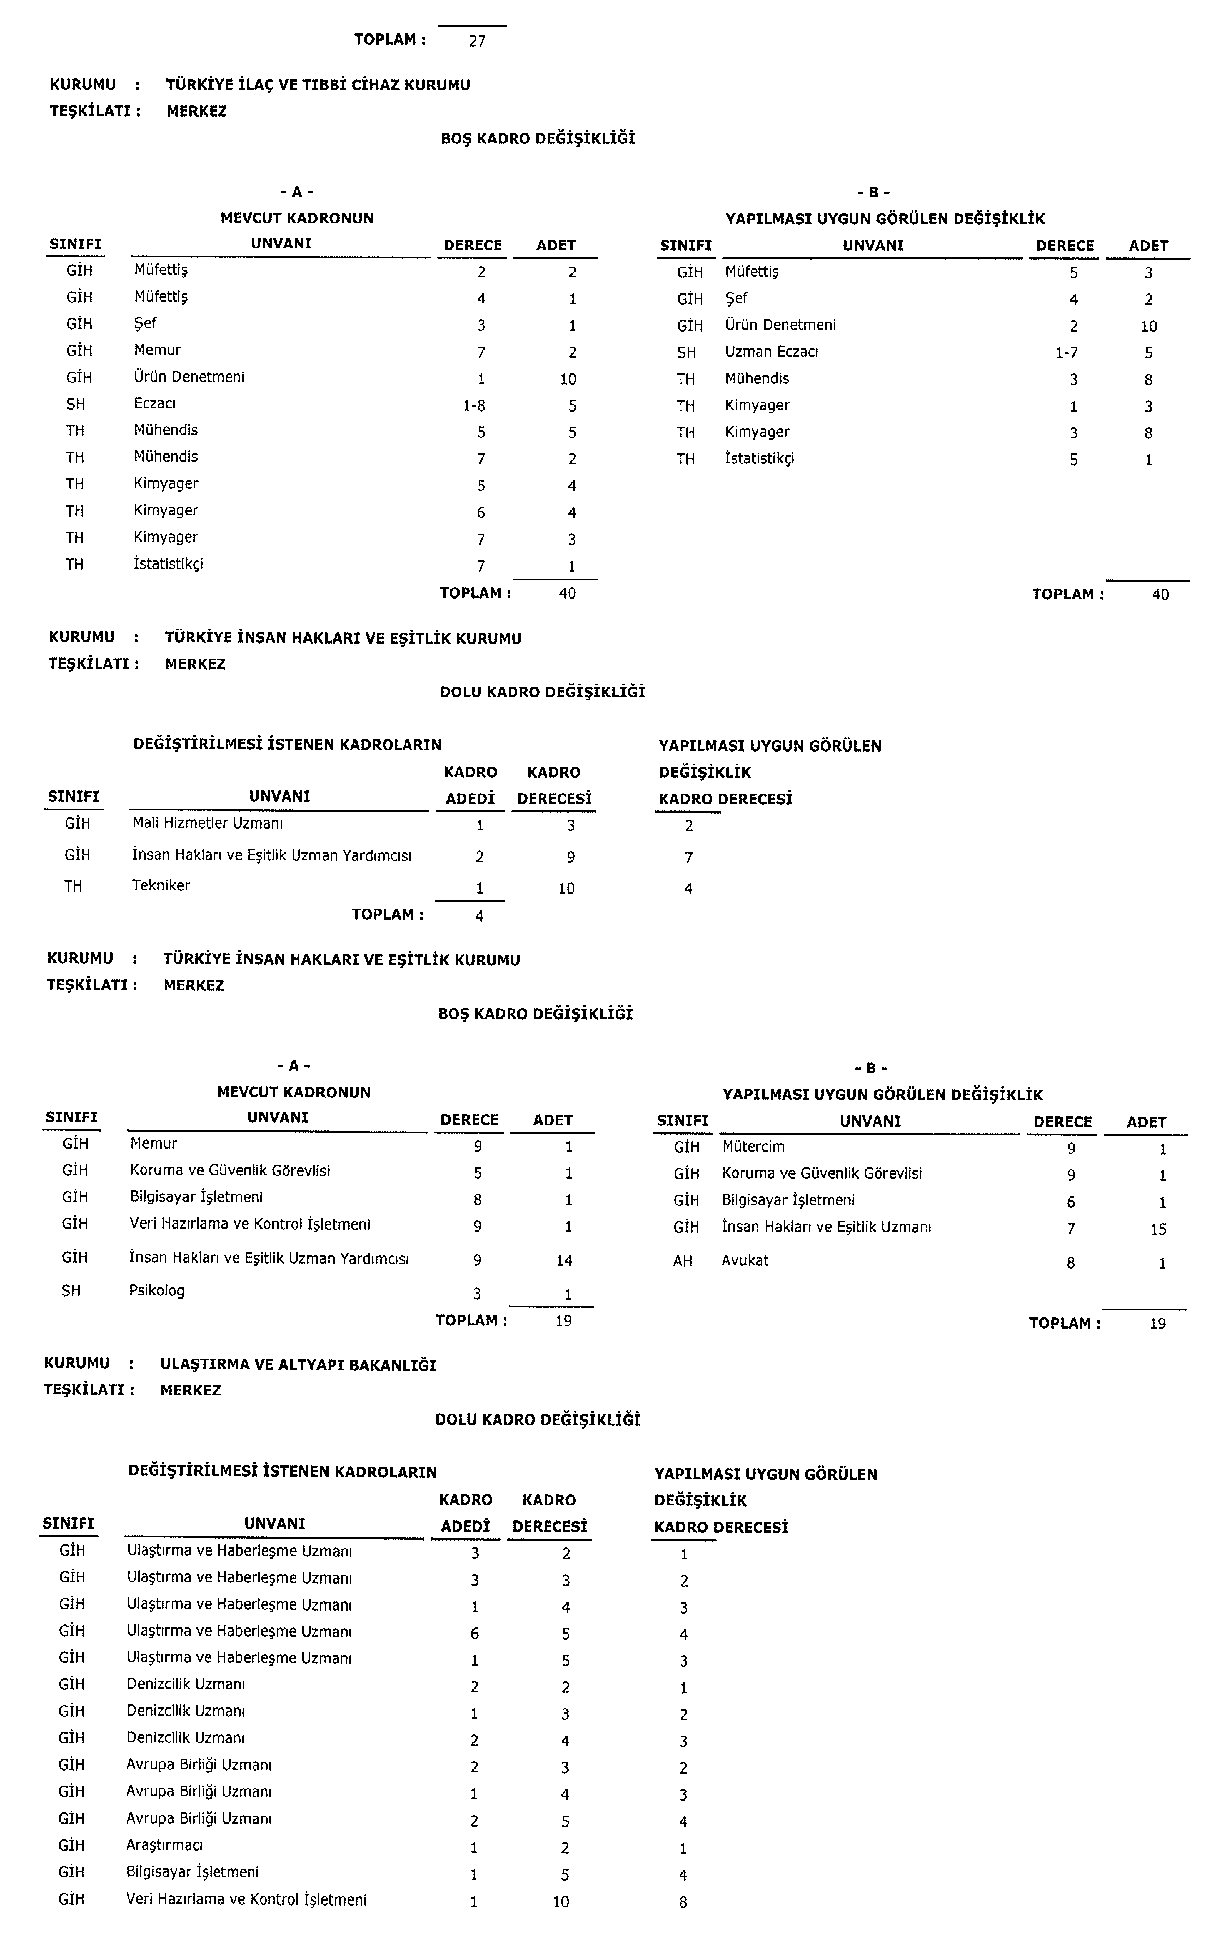 TOPLAM : 27
KURUMU : TÜRKİYE İLAÇ VE TIBBİ CİHAZ KURUMU
TEŞKİLATI : MERKEZ
BOŞ KADRO DEĞİŞİKLİĞİ
- A - - B -
MEVCUT KADRONUN YAPILMASI UYGUN GÖRÜLEN DEĞİŞİKLİK
SINIFI UNVANI DERECE ADET SINIFI UNVANI DERECE ADET
GİH Müfettiş 2 2 GİH Müfettiş 5 3
GİH Müfettiş 4 1 GİH Şef 4 2
GİH Şef 3 1 GİH Ürün Denetmeni 2 10
GİH Memur 7 2 SH Uzman Eczacı 1-7 5
GİH Ürün Denetmeni 1 10 TH Mühendis 3 8
SH Eczacı 1-8 5 TH Kimyager 1 3
TH Mühendis 5 5 TH Kimyager 3 8
TH Mühendis 7 2 TH İstatistikçi 5 1
TH Kimyager 5 4
TH Kimyager 6 4
TH Kimyager 7 3
TH İstatistikçi 7 1
TOPLAM : 40 TOPLAM : 40
KURUMU : TÜRKİYE İNSAN HAKLARI VE EŞİTLİK KURUMU
TEŞKİLATI : MERKEZ
DOLU KADRO DEĞİŞİKLİĞİ
DEĞİŞTİRİLMESİ İSTENEN KADROLARIN YAPILMASI UYGUN GÖRÜLEN
KADRO KADRO DEĞİŞİKLİK
SINIFI UNVANI ADEDİ DERECESİ KADRO DERECESİ
GİH Mali Hizmetler Uzmanı 1 3 2
GİH İnsan Hakları ve Eşitlik Uzman Yardımcısı 2 9 7
TH Tekniker 1 10 4
TOPLAM : 4
KURUMU : TÜRKİYE İNSAN HAKLARI VE EŞİTLİK KURUMU
TEŞKİLATI : MERKEZ
BOŞ KADRO DEĞİŞİKLİĞİ
- A - - B -
MEVCUT KADRONUN YAPILMASI UYGUN GÖRÜLEN DEĞİŞİKLİK
SINIFI UNVANI DERECE ADET SINIFI UNVANI DERECE ADET
GİH Memur 9 1 GİH Mütercim 9 1
GİH Koruma ve Güvenlik Görevlisi 5 1 GİH Koruma ve Güvenlik Görevlisi 9 1
GİH Bilgisayar İşletmeni 8 1 GİH Bilgisayar İşletmeni 6 1
GİH Veri Hazırlama ve Kontrol İşletmeni 9 1 GİH İnsan Hakları ve Eşitlik Uzmanı 7 15
GİH İnsan Hakları ve Eşitlik Uzman Yardımcısı 9 14 AH Avukat 8 1
SH Psikolog 3 1
TOPLAM : 19 TOPLAM : 19
KURUMU : ULAŞTIRMA VE ALTYAPI BAKANLIĞI
TEŞKİLATI : MERKEZ
DOLU KADRO DEĞİŞİKLİĞİ
DEĞİŞTİRİLMESİ İSTENEN KADROLARIN YAPILMASI UYGUN GÖRÜLEN
KADRO KADRO DEĞİŞİKLİK
SINIFI UNVANI ADEDİ DERECESİ KADRO DERECESİ
GİH Ulaştırma ve Haberleşme Uzmanı 3 2 1
GİH Ulaştırma ve Haberleşme Uzmanı 3 3 2
GİH Ulaştırma ve Haberleşme Uzmanı 1 4 3
GİH Ulaştırma ve Haberleşme Uzmanı 6 5 4
GİH Ulaştırma ve Haberleşme Uzmanı 1 5 3
GİH Denizcilik Uzmanı 2 2 1
GİH Denizcilik Uzmanı 1 3 2
GİH Denizcilik Uzmanı 2 4 3
GİH Avrupa Birliği Uzmanı 2 3 2
GİH Avrupa Birliği Uzmanı 1 4 3
GİH Avrupa Birliği Uzmanı 2 5 4
GİH Araştırmacı 1 2 1
GİH Bilgisayar İşletmeni 1 5 4
GİH Veri Hazırlama ve Kontrol İşletmeni 1 10 8